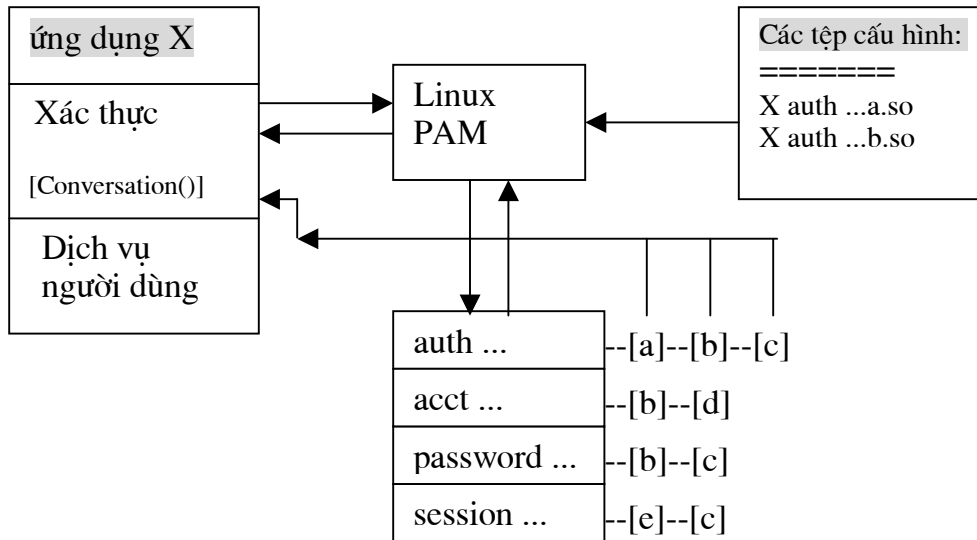 ứng dụng X
Xác thực
[Conversation()]
Dịch vụ
người dùng
Linux
PAM
Các tệp cấu hình:
=======
X auth ...a.so
X auth ...b.so
auth ... --[a]--[b]--[c]
acct ... --[b]--[d]
password ... --[b]--[c]
session ... --[e]--[c]